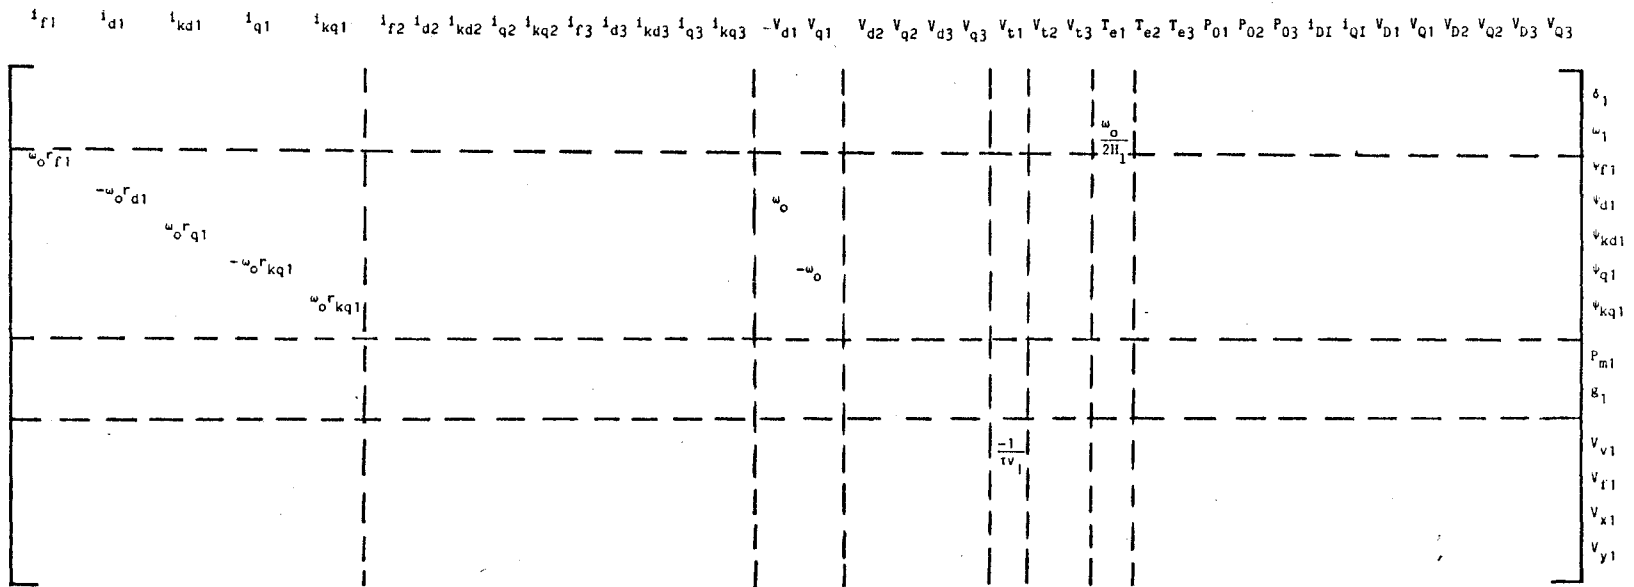 i_f1 i_d1 i_kd1 i_q1 i_kq1 i_f2 i_d2 i_kd2 i_q2 i_kq2 i_f3 i_d3 i_kd3 i_q3 i_kq3 -V_d1 V_q1 V_d2 V_q2 V_d3 V_q3 V_t1 V_t2 V_t3 T_e1 T_e2 T_e3 P_01 P_02 P_03 i_DI i_QI V_D1 V_Q1 V_D2 V_Q2 V_D3 V_Q3
δ_1
ω_o/2H_1 ω_1
ω_o r_f1 ψ_f1
-ω_o r_d1 ω_o ψ_d1
ω_o r_q1 ψ_kd1
-ω_o r_kq1 -ω_o ψ_q1
ω_o r_kq1 ψ_kq1
P_m1
g_1
-1/τv_1 V_v1
V_f1
V_x1
V_y1